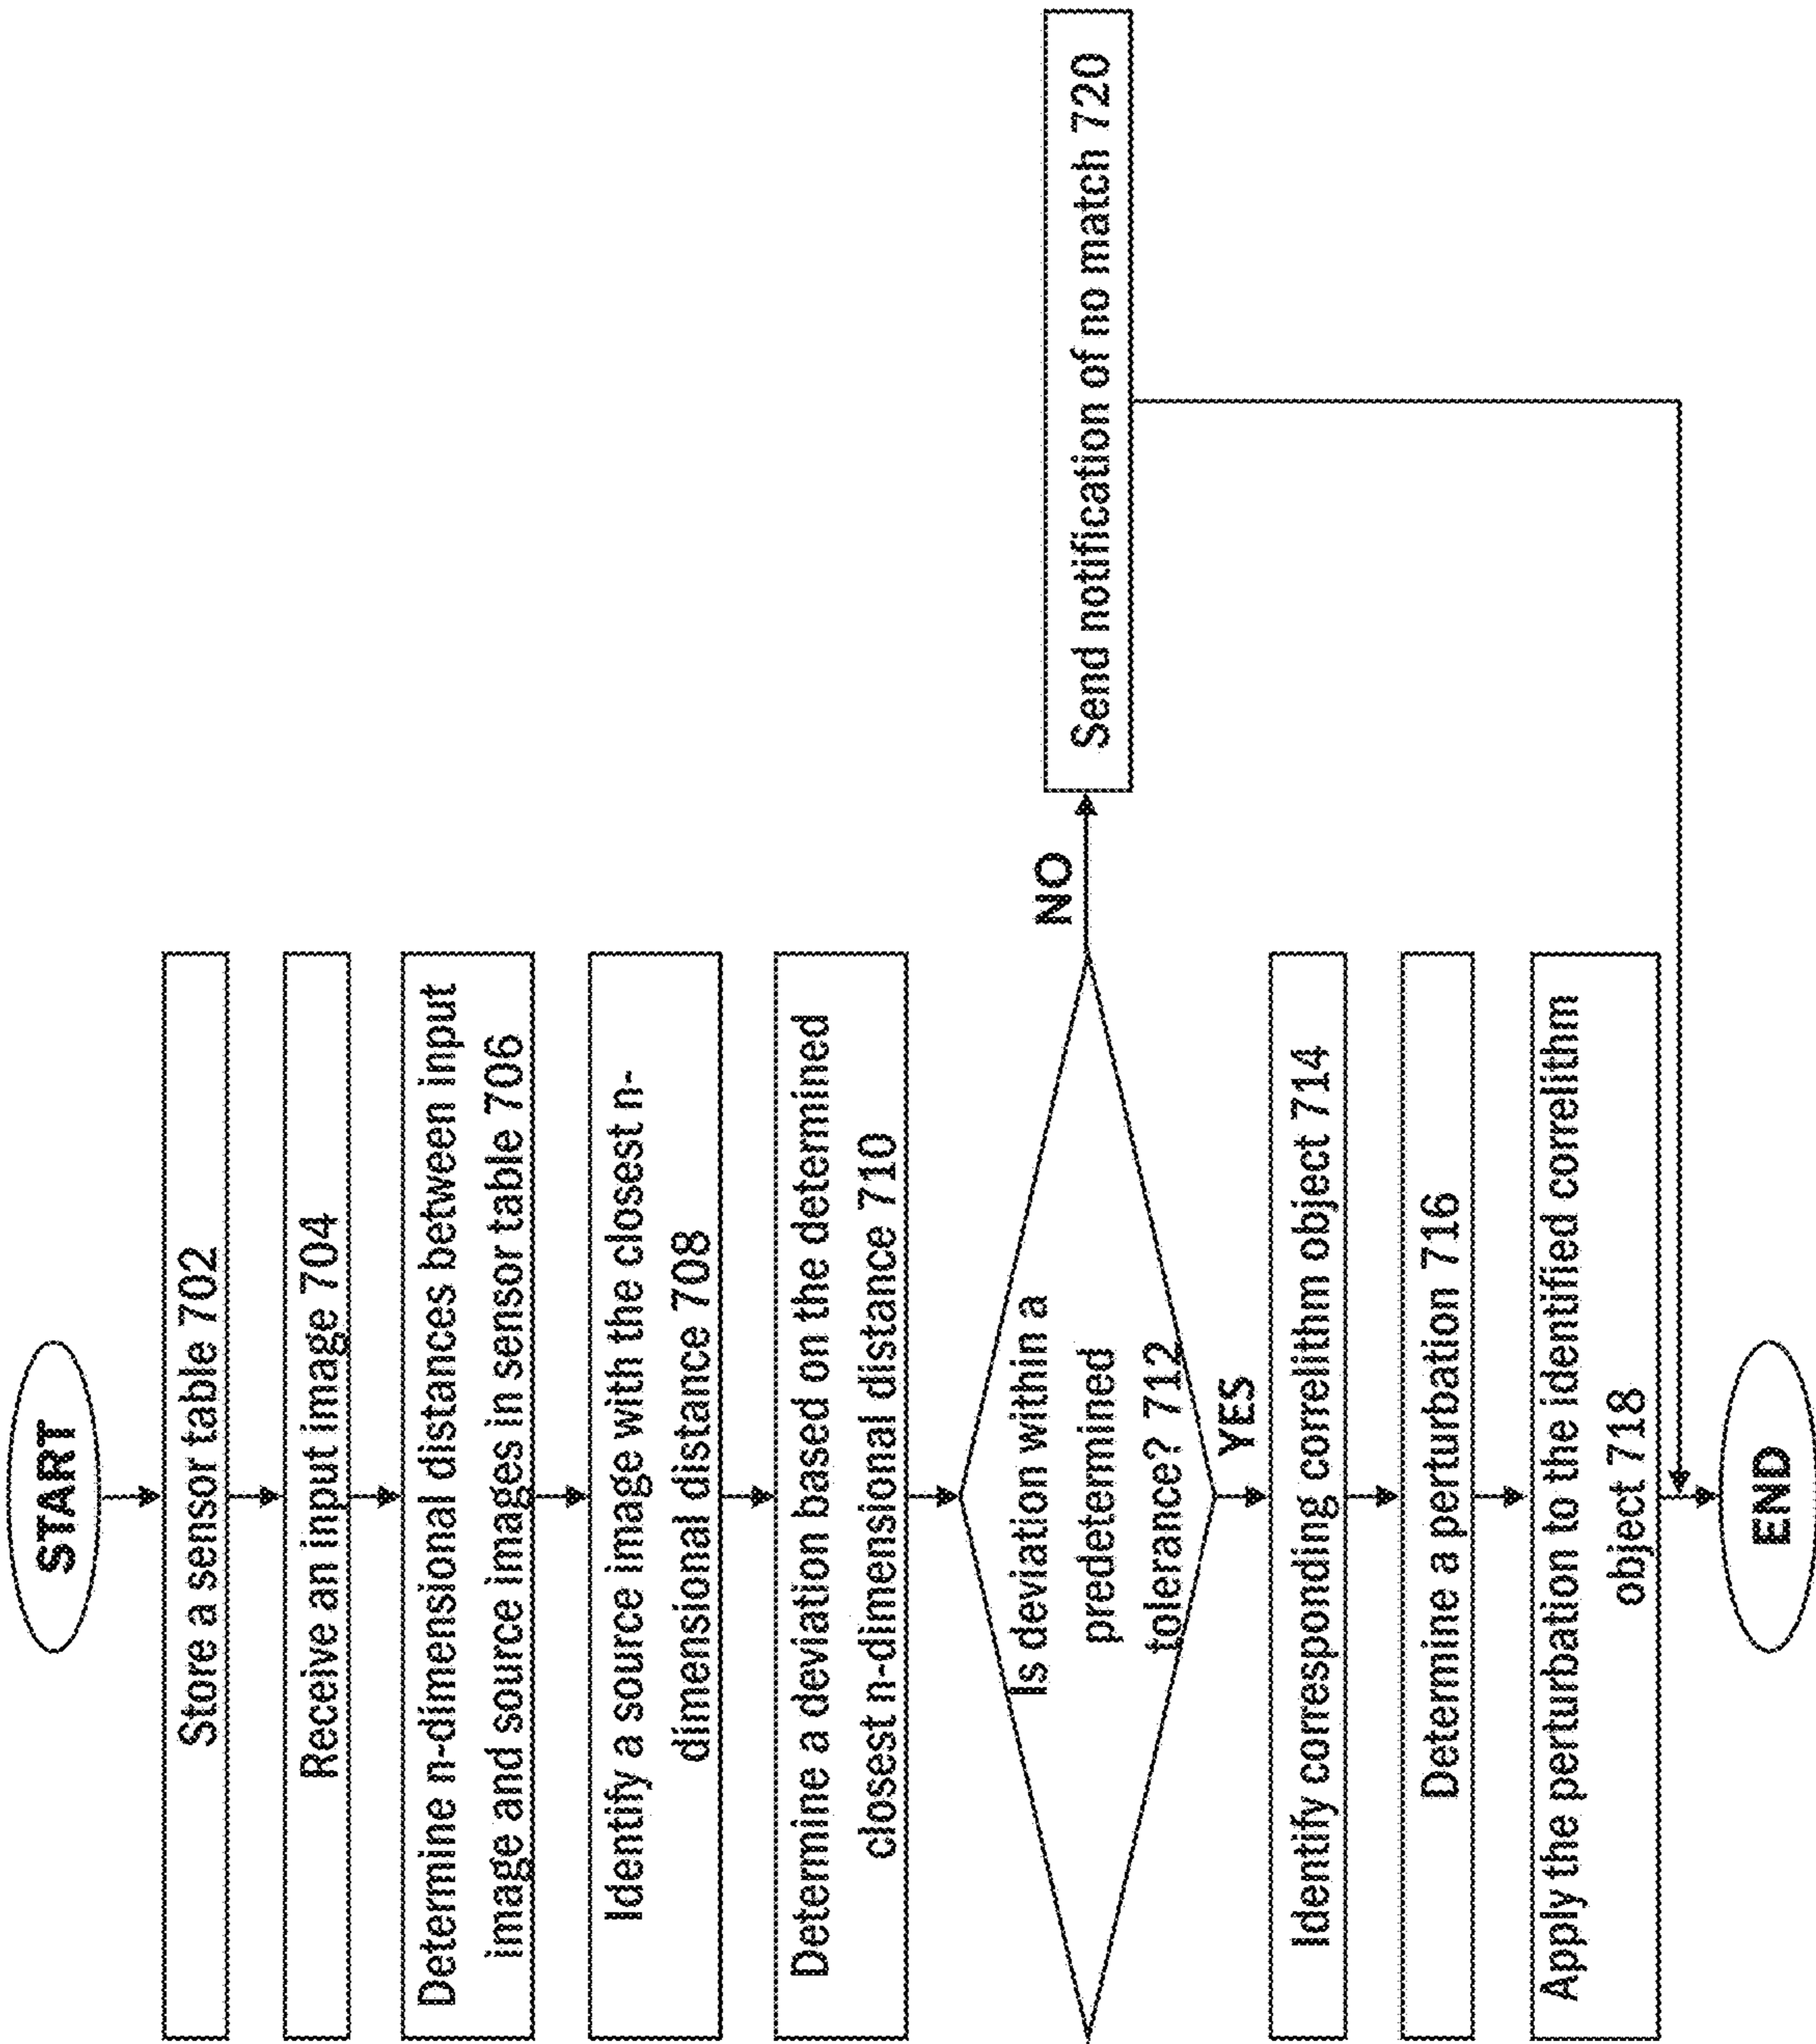 START
Store a sensor table 702
Receive an input image 704
Determine n-dimensional distances between input
image and source images in sensor table 706
Identify a source image with the closest n-
dimensional distance 708
Determine a deviation based on the determined
closest n-dimensional distance 710
Is deviation within a
predetermined
tolerance? 712
NO
Send notification of no match 720
YES
Identify corresponding correlithm object 714
Determine a perturbation 716
Apply the perturbation to the identified correlithm
object 718
END